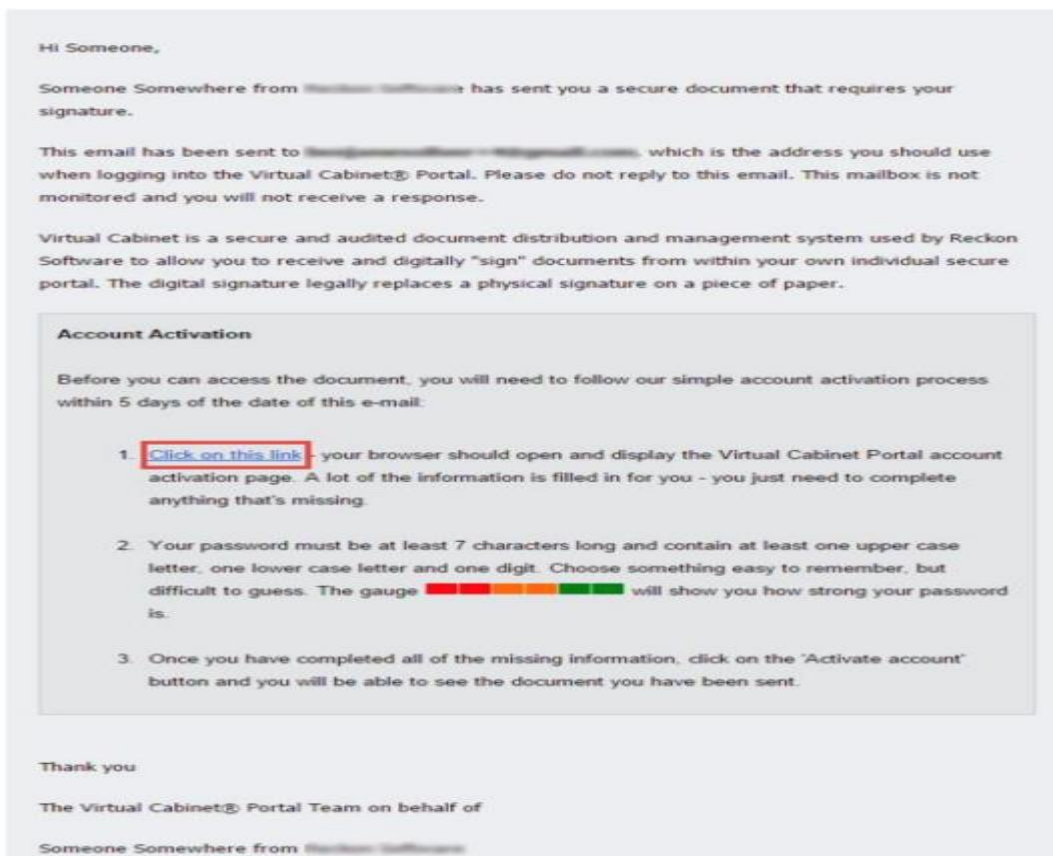 Hi Someone,
Someone Somewhere from has sent you a secure document that requires your
signature.
This email has been sent to , which is the address you should use
when logging into the Virtual Cabinet® Portal. Please do not reply to this email. This mailbox is not
monitored and you will not receive a response.
Virtual Cabinet is a secure and audited document distribution and management system used by Reckon
Software to allow you to receive and digitally "sign" documents from within your own individual secure
portal. The digital signature legally replaces a physical signature on a piece of paper.
Account Activation
Before you can access the document, you will need to follow our simple account activation process
within 5 days of the date of this e-mail:
1. Click on this link - your browser should open and display the Virtual Cabinet Portal account
activation page. A lot of the information is filled in for you - you just need to complete
anything that's missing.
2. Your password must be at least 7 characters long and contain at least one upper case
letter, one lower case letter and one digit. Choose something easy to remember, but
difficult to guess. The gauge will show you how strong your password
is.
3. Once you have completed all of the missing information, click on the 'Activate account'
button and you will be able to see the document you have been sent.
Thank you
The Virtual Cabinet® Portal Team on behalf of
Someone Somewhere from